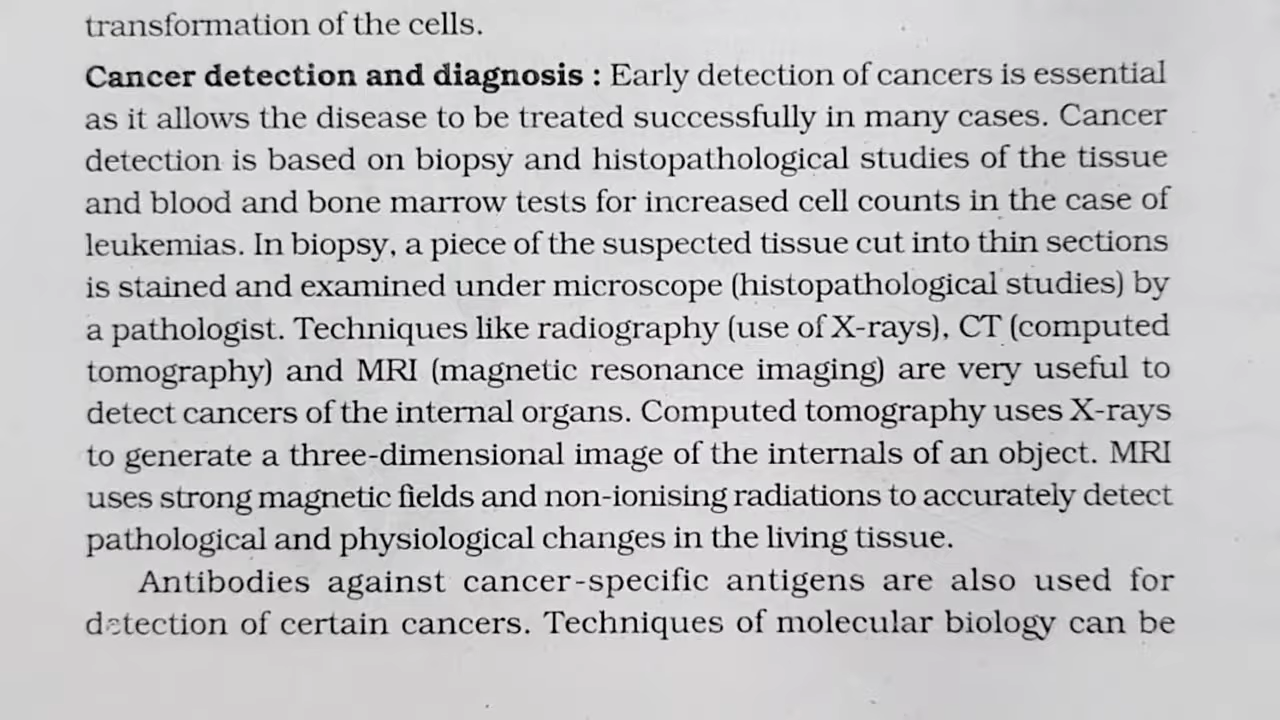 transformation of the cells.
Cancer detection and diagnosis : Early detection of cancers is essential
as it allows the disease to be treated successfully in many cases. Cancer
detection is based on biopsy and histopathological studies of the tissue
and blood and bone marrow tests for increased cell counts in the case of
leukemias. In biopsy, a piece of the suspected tissue cut into thin sections
is stained and examined under microscope (histopathological studies) by
a pathologist. Techniques like radiography (use of X-rays), CT (computed
tomography) and MRI (magnetic resonance imaging) are very useful to
detect cancers of the internal organs. Computed tomography uses X-rays
to generate a three-dimensional image of the internals of an object. MRI
uses strong magnetic fields and non-ionising radiations to accurately detect
pathological and physiological changes in the living tissue.
Antibodies against cancer-specific antigens are also used for
detection of certain cancers. Techniques of molecular biology can be